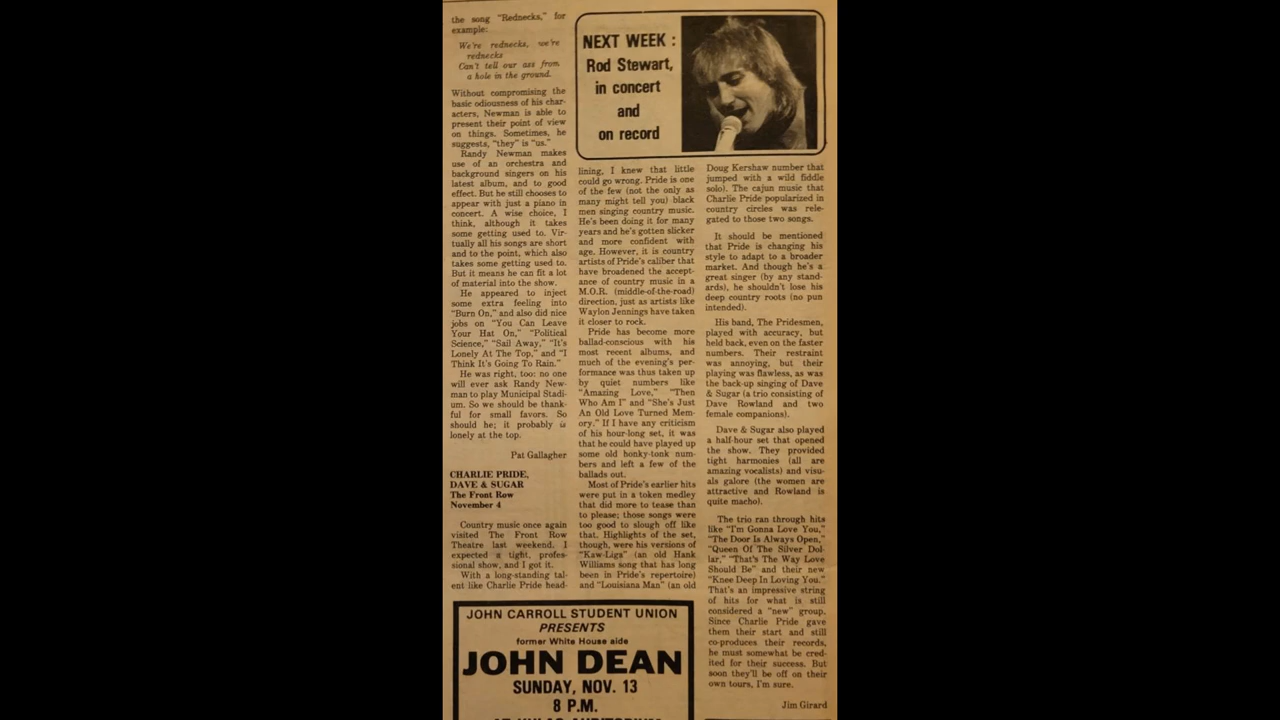 the song "Rednecks," for
example:
We're rednecks, we're
rednecks
Can't tell our ass from
a hole in the ground.
Without compromising the
basic odiousness of his char-
acters, Newman is able to
present their point of view
on things. Sometimes, he
suggests, "they" is "us."
Randy Newman makes
use of an orchestra and
background singers on his
latest album, and to good
effect. But he still chooses to
appear with just a piano in
concert. A wise choice, I
think, although it takes
some getting used to. Vir-
tually all his songs are short
and to the point, which also
takes some getting used to.
But it means he can fit a lot
of material into the show.
He appeared to inject
some extra feeling into
"Burn On," and also did nice
jobs on "You Can Leave
Your Hat On," "Political
Science," "Sail Away," "It's
Lonely At The Top," and "I
Think It's Going To Rain."
He was right, too: no one
will ever ask Randy New-
man to play Municipal Stadi-
um. So we should be thank-
ful for small favors. So
should he; it probably is
lonely at the top.
Pat Gallagher
CHARLIE PRIDE,
DAVE & SUGAR
The Front Row
November 4
Country music once again
visited The Front Row
Theatre last weekend. I
expected a tight, profes-
sional show, and I got it.
With a long-standing tal-
ent like Charlie Pride head-
NEXT WEEK :
Rod Stewart,
in concert
and
on record
lining, I knew that little
could go wrong. Pride is one
of the few (not the only as
many might tell you) black
men singing country music.
He's been doing it for many
years and he's gotten slicker
and more confident with
age. However, it is country
artists of Pride's caliber that
have broadened the accept-
ance of country music in a
M.O.R. (middle-of-the-road)
direction, just as artists like
Waylon Jennings have taken
it closer to rock.
Pride has become more
ballad-conscious with his
most recent albums, and
much of the evening's per-
formance was thus taken up
by quiet numbers like
"Amazing Love," "Then
Who Am I" and "She's Just
An Old Love Turned Mem-
ory." If I have any criticism
of his hour-long set, it was
that he could have played up
some old honky-tonk num-
bers and left a few of the
ballads out.
Most of Pride's earlier hits
were put in a token medley
that did more to tease than
to please; those songs were
too good to slough off like
that. Highlights of the set,
though, were his versions of
"Kaw-Liga" (an old Hank
Williams song that has long
been in Pride's repertoire)
and "Louisiana Man" (an old
Doug Kershaw number that
jumped with a wild fiddle
solo). The cajun music that
Charlie Pride popularized in
country circles was rele-
gated to those two songs.
It should be mentioned
that Pride is changing his
style to adapt to a broader
market. And though he's a
great singer (by any stand-
ards), he shouldn't lose his
deep country roots (no pun
intended).
His band, The Pridesmen,
played with accuracy, but
held back, even on the faster
numbers. Their restraint
was annoying, but their
playing was flawless, as was
the back-up singing of Dave
& Sugar (a trio consisting of
Dave Rowland and two
female companions).
Dave & Sugar also played
a half-hour set that opened
the show. They provided
tight harmonies (all are
amazing vocalists) and visu-
als galore (the women are
attractive and Rowland is
quite macho).
The trio ran through hits
like "I'm Gonna Love You,"
"The Door Is Always Open,"
"Queen Of The Silver Dol-
lar," "That's The Way Love
Should Be" and their new
"Knee Deep In Loving You."
That's an impressive string
of hits for what is still
considered a "new" group.
Since Charlie Pride gave
them their start and still
co-produces their records,
he must somewhat be cred-
ited for their success. But
soon they'll be off on their
own tours, I'm sure.
Jim Girard
JOHN CARROLL STUDENT UNION
PRESENTS
former White House aide
JOHN DEAN
SUNDAY, NOV. 13
8 P.M.